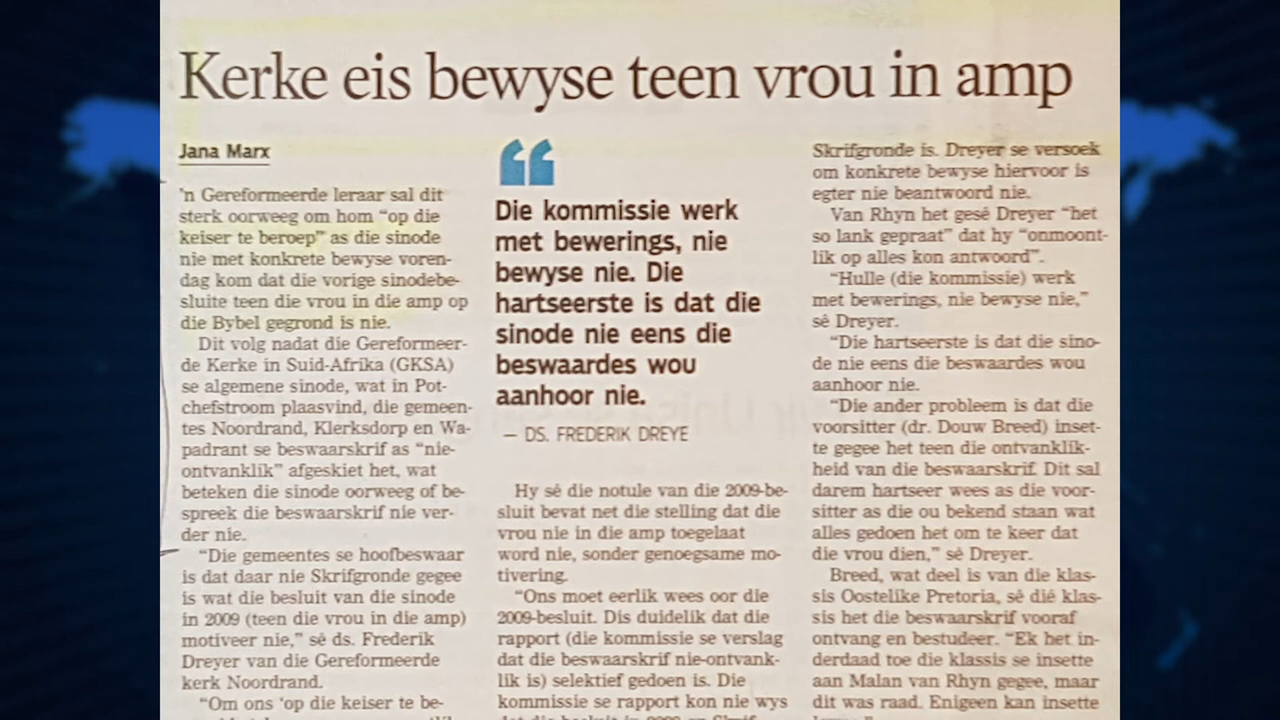 Kerke eis bewyse teen vrou in amp
Jana Marx
'n Gereformeerde leraar sal dit
sterk oorweeg om hom “op die
keiser te beroep” as die sinode
nie met konkrete bewyse voren-
dag kom dat die vorige sinodebe-
sluite teen die vrou in die amp op
die Bybel gegrond is nie.
Dit volg nadat die Gereformeer-
de Kerke in Suid-Afrika (GKSA)
se algemene sinode, wat in Pot-
chefstroom plaasvind, die gemeen-
tes Noordrand, Klerksdorp en Wa-
padrant se beswaarskrif as “nie-
ontvanklik” afgeskiet het, wat
beteken die sinode oorweeg of be-
spreek die beswaarskrif nie ver-
der nie.
“Die gemeentes se hoofbeswaar
is dat daar nie Skrifgronde gegee
is wat die besluit van die sinode
in 2009 (teen die vrou in die amp)
motiveer nie,” sê ds. Frederik
Dreyer van die Gereformeerde
kerk Noordrand.
“Om ons ‘op die keiser te be-
“
Die kommissie werk
met bewerings, nie
bewyse nie. Die
hartseerste is dat die
sinode nie eens die
beswaardes wou
aanhoor nie.
— DS. FREDERIK DREYE
Hy sê die notule van die 2009-be-
sluit bevat net die stelling dat die
vrou nie in die amp toegelaat
word nie, sonder genoegsame mo-
tivering.
“Ons moet eerlik wees oor die
2009-besluit. Dis duidelik dat die
rapport (die kommissie se verslag
dat die beswaarskrif nie-ontvank-
lik is) selektief gedoen is. Die
kommissie se rapport kon nie wys
dat die besluit in 2009 op Skrif-
Skrifgronde is. Dreyer se versoek
om konkrete bewyse hiervoor is
egter nie beantwoord nie.
Van Rhyn het gesê Dreyer “het
so lank gepraat” dat hy “onmoont-
lik op alles kon antwoord”.
“Hulle (die kommissie) werk
met bewerings, nie bewyse nie,”
sê Dreyer.
“Die hartseerste is dat die sino-
de nie eens die beswaardes wou
aanhoor nie.
“Die ander probleem is dat die
voorsitter (dr. Douw Breed) inset-
te gegee het teen die ontvanklik-
heid van die beswaarskrif. Dit sal
darem hartseer wees as die voor-
sitter as die ou bekend staan wat
alles gedoen het om te keer dat
die vrou dien,” sê Dreyer.
Breed, wat deel is van die klas-
sis Oostelike Pretoria, sê dié klas-
sis het die beswaarskrif vooraf
ontvang en bestudeer. “Ek het in-
derdaad toe die klassis se insette
aan Malan van Rhyn gegee, maar
dit was raad. Enigeen kan insette